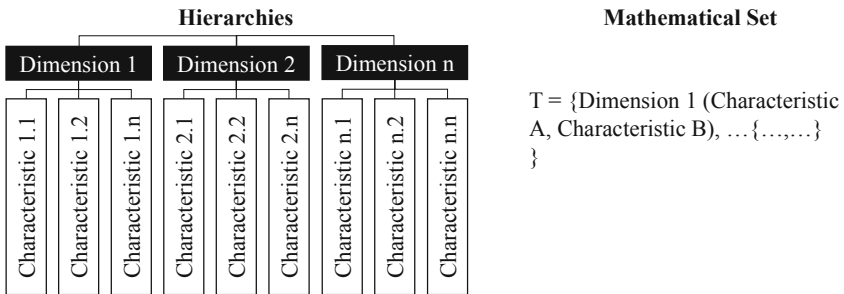 Hierarchies
Dimension 1
Dimension 2
Dimension n
Characteristic 1.1
Characteristic 1.2
Characteristic 1.n
Characteristic 2.1
Characteristic 2.2
Characteristic 2.n
Characteristic n.1
Characteristic n.2
Characteristic n.n
Mathematical Set
T = {Dimension 1 (Characteristic
A, Characteristic B), …{…,…}
}